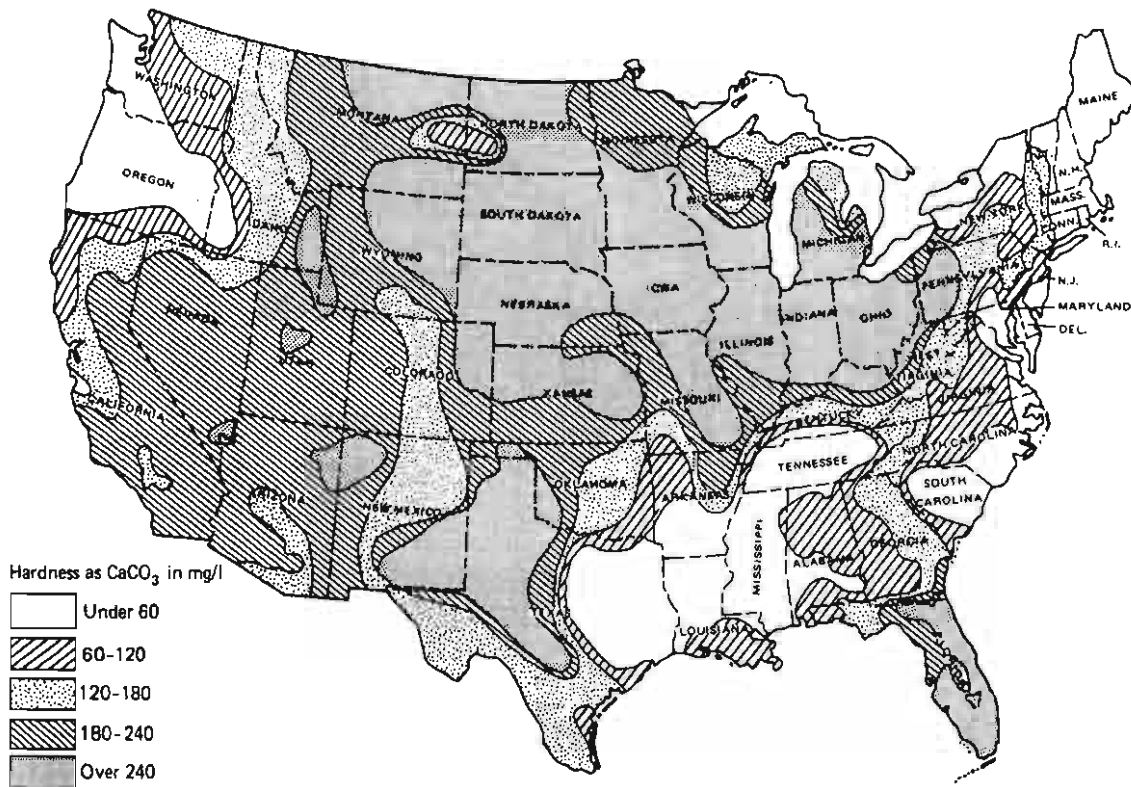 WASHINGTON
OREGON
IDAHO
MONTANA
NORTH DAKOTA
MINNESOTA
SOUTH DAKOTA
WYOMING
NEBRASKA
IOWA
WISCONSIN
MICHIGAN
MAINE
N.H.
MASS
CONN.
R.I.
NEW YORK
PENNSYLVANIA
N.J.
MARYLAND
DEL.
NEVADA
UTAH
COLORADO
KANSAS
MISSOURI
ILLINOIS
INDIANA
OHIO
WEST
VIRGINIA
VIRGINIA
KENTUCKY
NORTH CAROLINA
TENNESSEE
SOUTH
CAROLINA
CALIFORNIA
ARIZONA
NEW MEXICO
OKLAHOMA
ARKANSAS
MISSISSIPPI
ALABAMA
GEORGIA
TEXAS
LOUISIANA
Hardness as CaCO₃ in mg/l
Under 60
60-120
120-180
180-240
Over 240